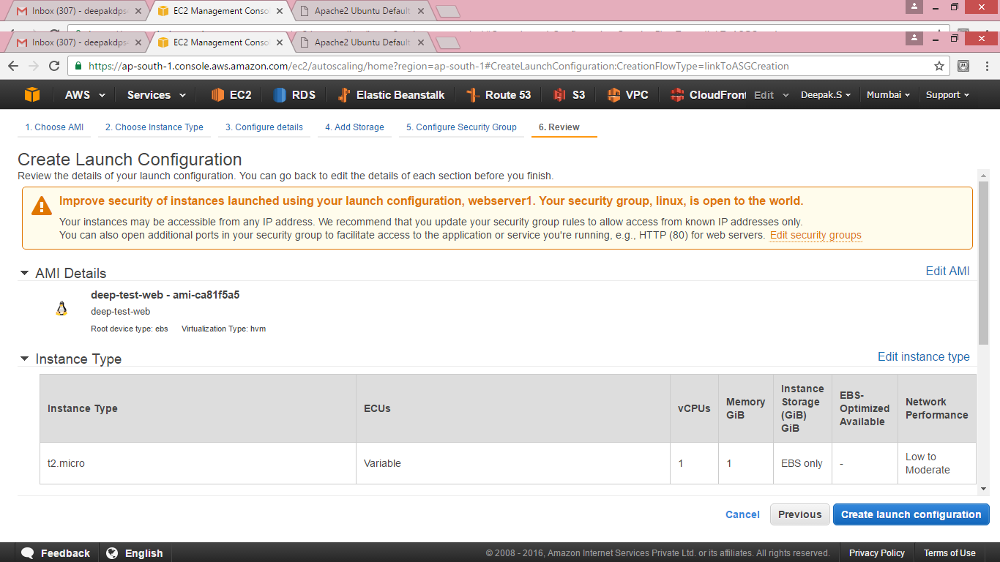 Inbox (307) - deepakdps
EC2 Management Conso
Apache2 Ubuntu Default
Inbox (307) - deepakdps
EC2 Management Conso
Apache2 Ubuntu Default
https://ap-south-1.console.aws.amazon.com/ec2/autoscaling/home?region=ap-south-1#CreateLaunchConfiguration:CreationFlowType=linkToASGCreation
AWS Services EC2 RDS Elastic Beanstalk Route 53 S3 VPC CloudFront Edit Deepak.S Mumbai Support
1. Choose AMI 2. Choose Instance Type 3. Configure details 4. Add Storage 5. Configure Security Group 6. Review
Create Launch Configuration
Review the details of your launch configuration. You can go back to edit the details of each section before you finish.
Improve security of instances launched using your launch configuration, webserver1. Your security group, linux, is open to the world.
Your instances may be accessible from any IP address. We recommend that you update your security group rules to allow access from known IP addresses only.
You can also open additional ports in your security group to facilitate access to the application or service you're running, e.g., HTTP (80) for web servers. Edit security groups
AMI Details Edit AMI
deep-test-web - ami-ca81f5a5
deep-test-web
Root device type: ebs Virtualization Type: hvm
Instance Type Edit instance type
Instance Type ECUs vCPUs Memory GiB Instance Storage (GiB) GiB EBS-Optimized Available Network Performance
t2.micro Variable 1 1 EBS only - Low to Moderate
Cancel Previous Create launch configuration
Feedback English © 2008 - 2016, Amazon Internet Services Private Ltd. or its affiliates. All rights reserved. Privacy Policy Terms of Use